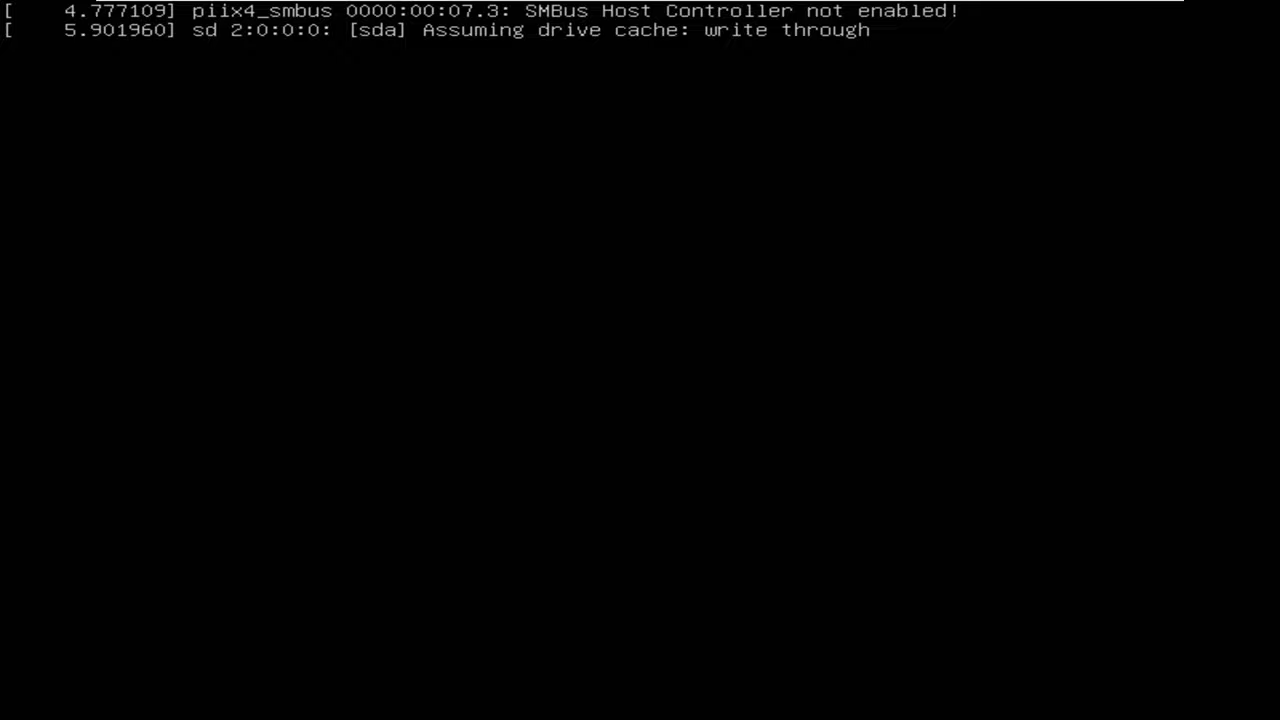 [    4.777109] piix4_smbus 0000:00:07.3: SMBus Host Controller not enabled!
[    5.901960] sd 2:0:0:0: [sda] Assuming drive cache: write through